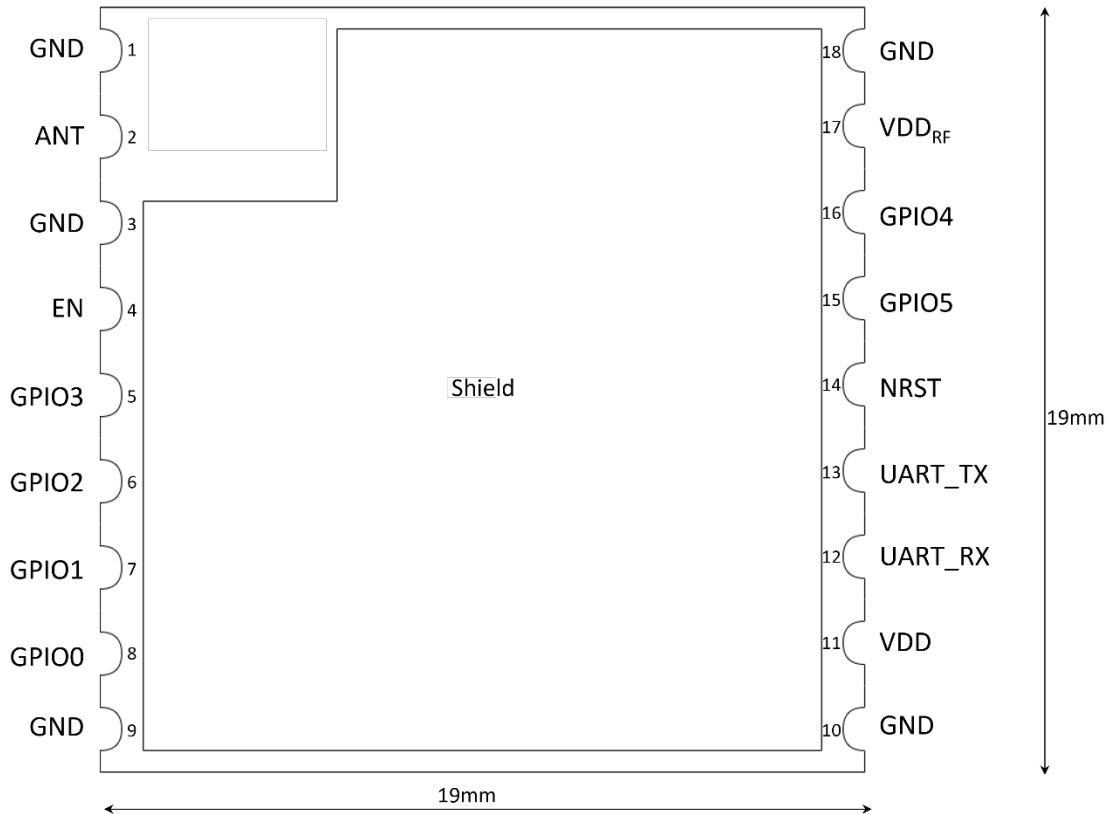 GND 1
ANT 2
GND 3
EN 4
GPIO3 5
GPIO2 6
GPIO1 7
GPIO0 8
GND 9
Shield
18 GND
17 VDDRF
16 GPIO4
15 GPIO5
14 NRST
13 UART_TX
12 UART_RX
11 VDD
10 GND
19mm
19mm